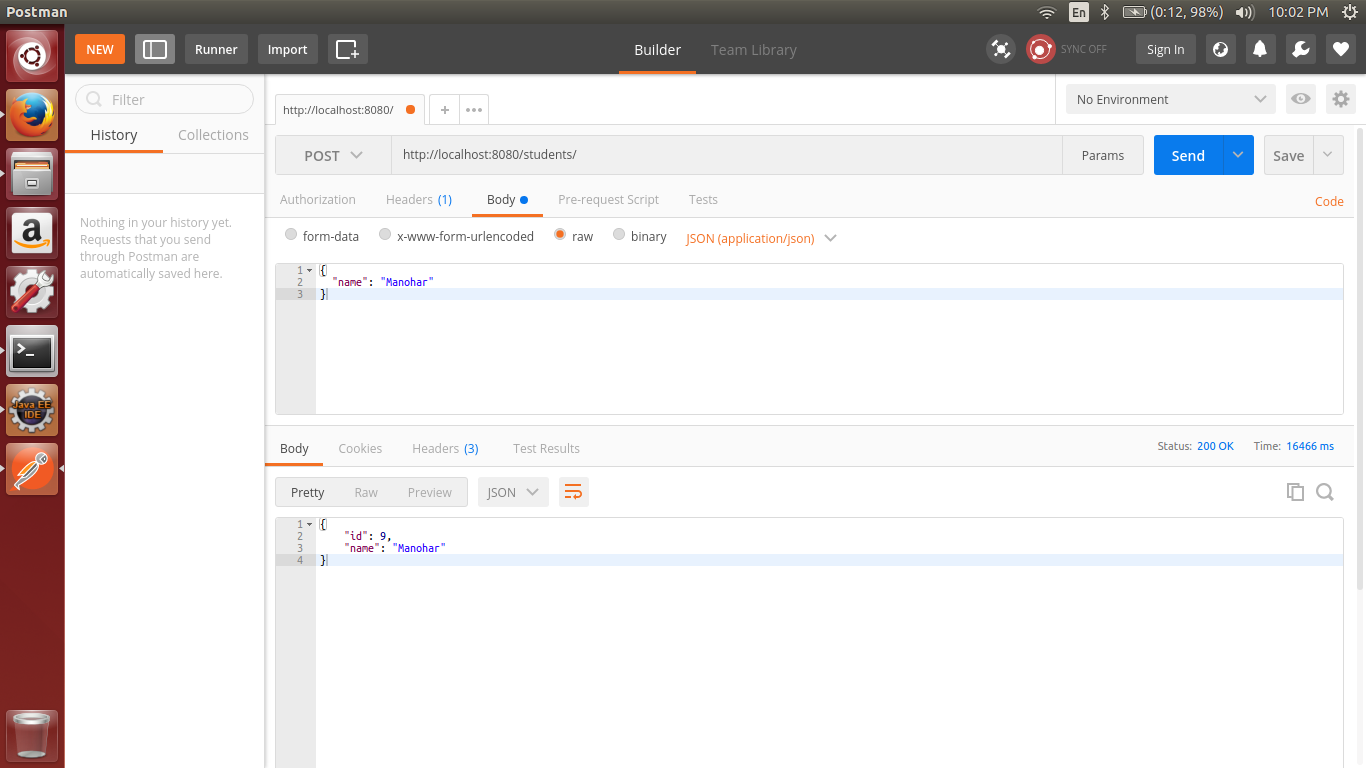 Postman
En
(0:12, 98%)
10:02 PM
NEW
Runner
Import
Builder
Team Library
SYNC OFF
Sign In
Filter
History
Collections
Nothing in your history yet.
Requests that you send
through Postman are
automatically saved here.
http://localhost:8080/
+
•••
No Environment
POST
http://localhost:8080/students/
Params
Send
Save
Authorization
Headers (1)
Body
Pre-request Script
Tests
Code
form-data
x-www-form-urlencoded
raw
binary
JSON (application/json)
1 {
2 "name": "Manohar"
3 }
Body
Cookies
Headers (3)
Test Results
Status: 200 OK
Time: 16466 ms
Pretty
Raw
Preview
JSON
1 {
2 "id": 9,
3 "name": "Manohar"
4 }
a
>_
Java EE
IDE